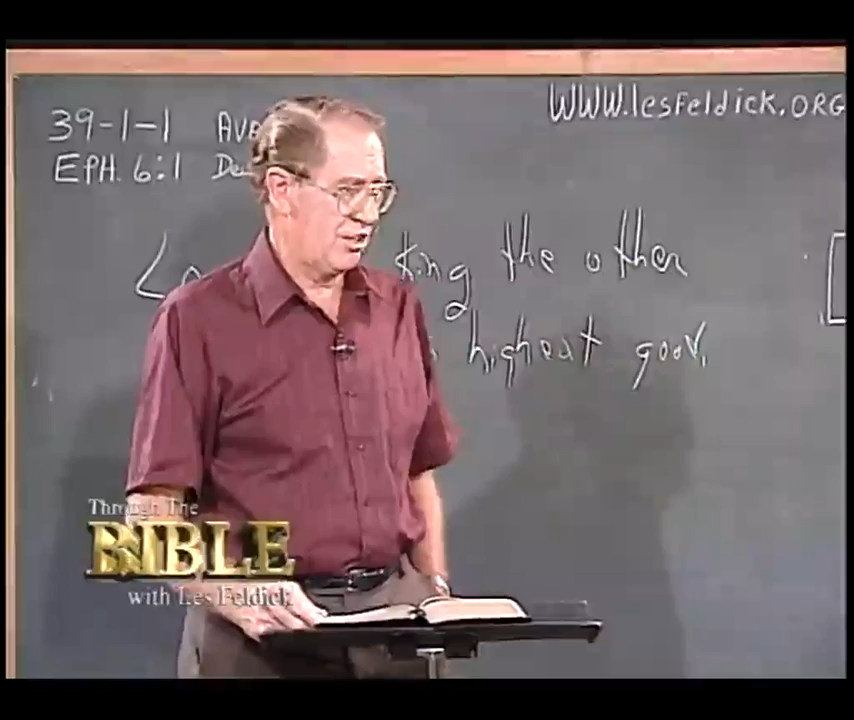 www.lesfeldick.org
39-1-1
EPH. 6:1
the other
highest good.
Through The
BIBLE
with Les Feldick